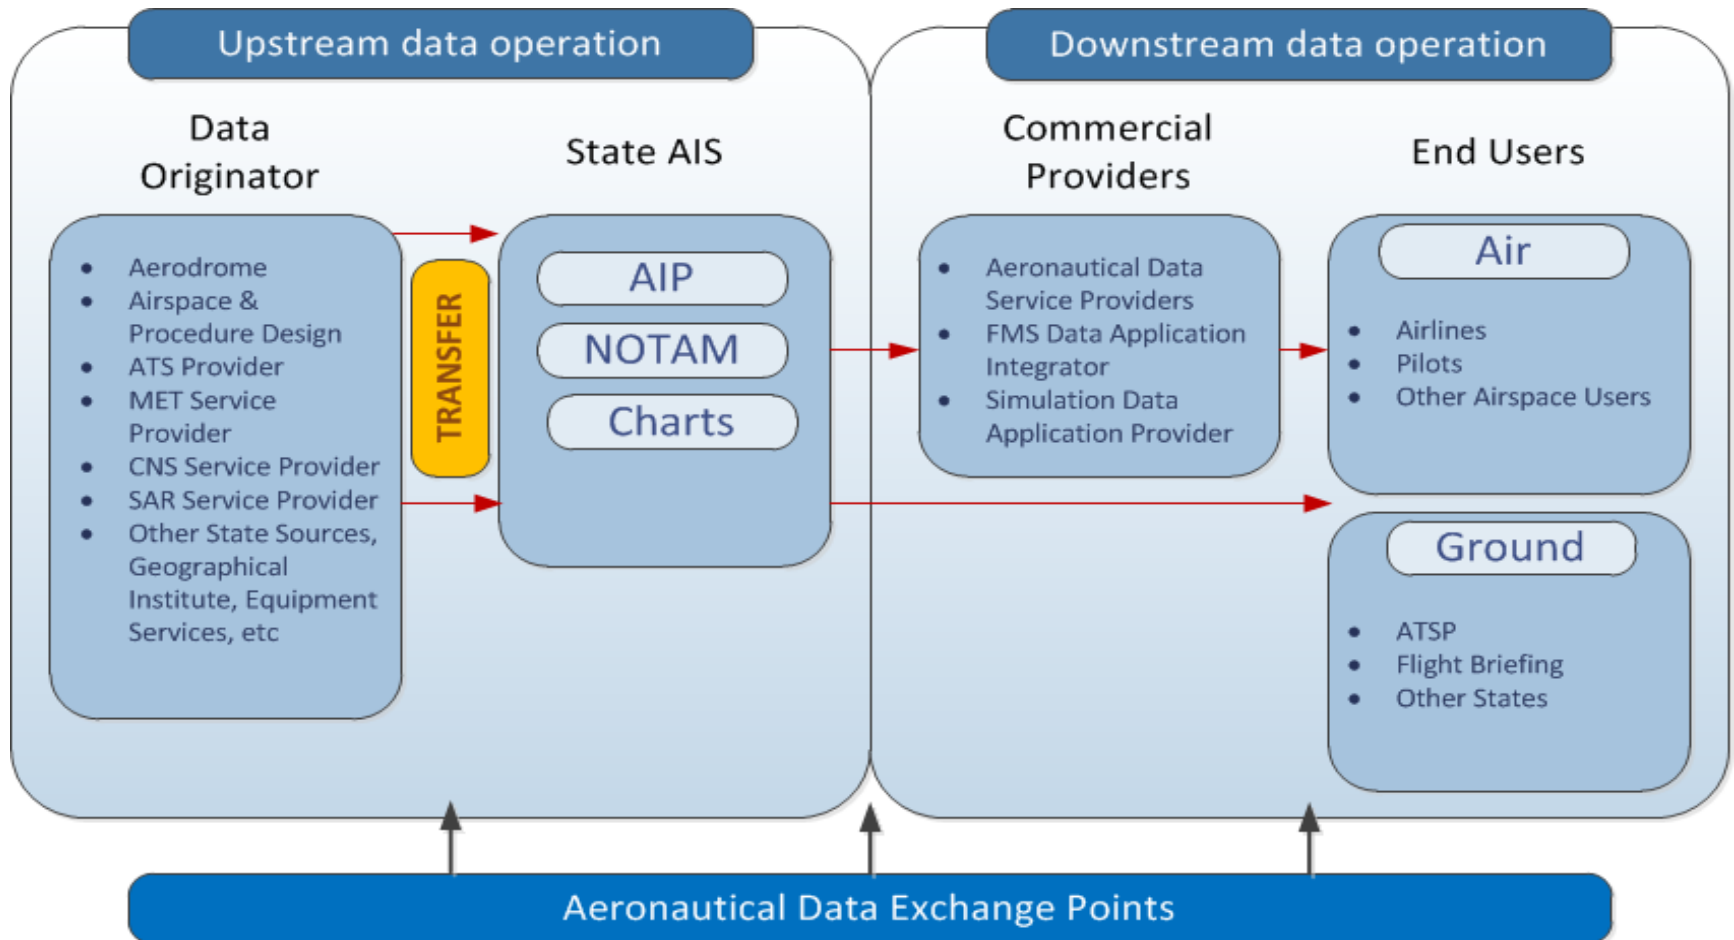 Upstream data operation
Downstream data operation
Data
Originator
State AIS
Commercial
Providers
End Users
• Aerodrome
• Airspace &
Procedure Design
• ATS Provider
• MET Service
Provider
• CNS Service Provider
• SAR Service Provider
• Other State Sources,
Geographical
Institute, Equipment
Services, etc
TRANSFER
AIP
NOTAM
Charts
• Aeronautical Data
Service Providers
• FMS Data Application
Integrator
• Simulation Data
Application Provider
Air
• Airlines
• Pilots
• Other Airspace Users
Ground
• ATSP
• Flight Briefing
• Other States
Aeronautical Data Exchange Points